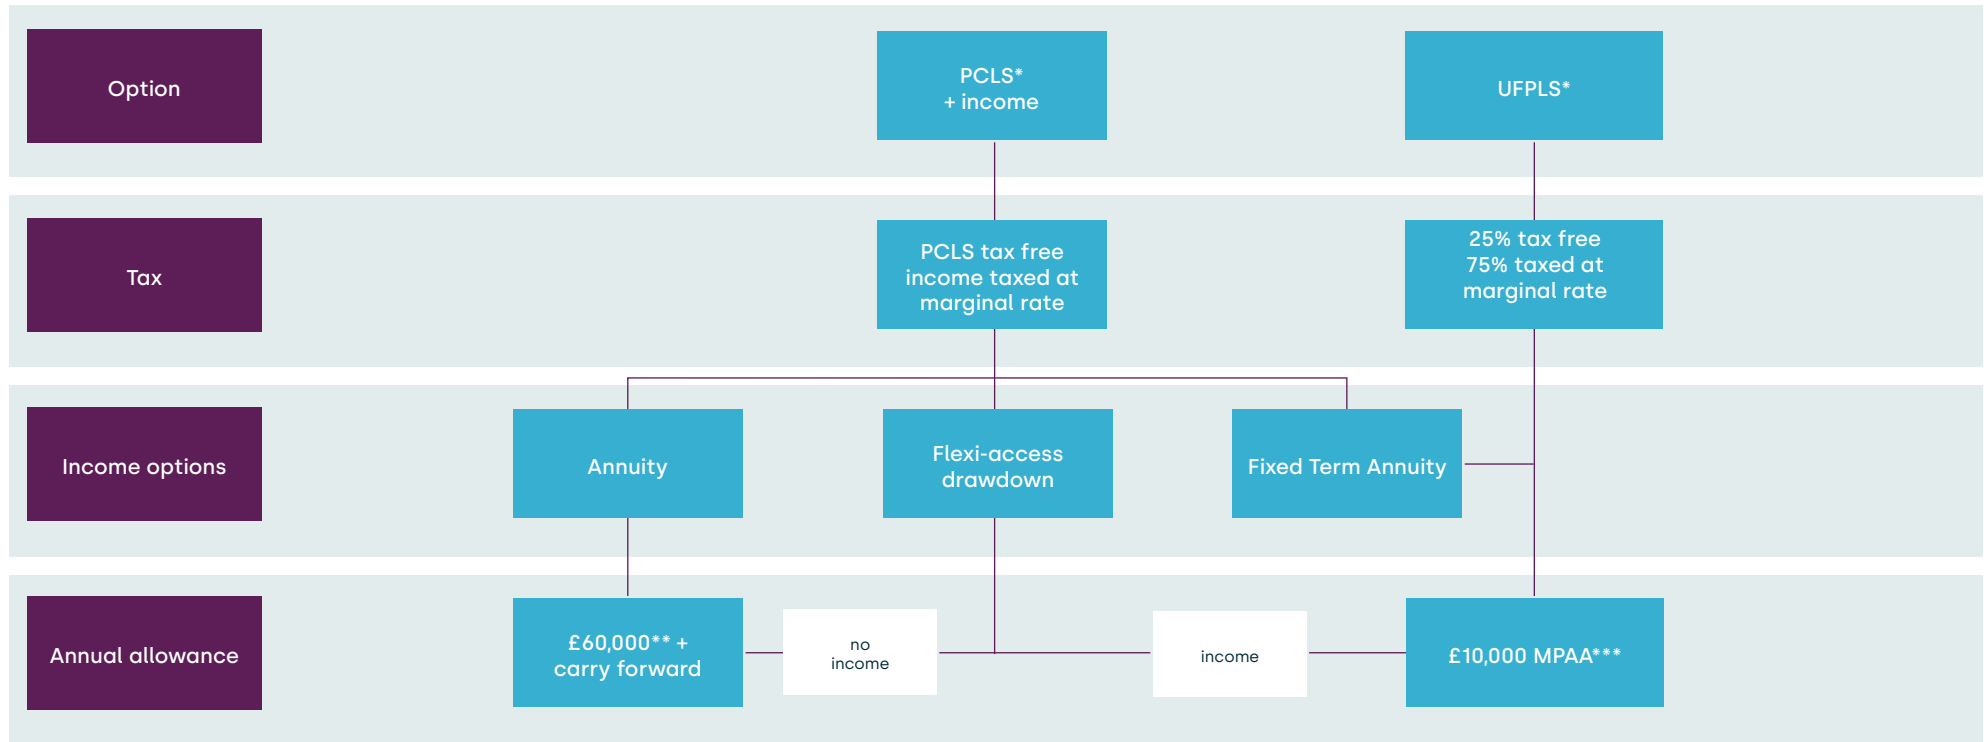 Option
PCLS*
+ income
UFPLS*
Tax
PCLS tax free
income taxed at
marginal rate
25% tax free
75% taxed at
marginal rate
Income options
Annuity
Flexi-access
drawdown
Fixed Term Annuity
Annual allowance
£60,000** +
carry forward
no
income
income
£10,000 MPAA***